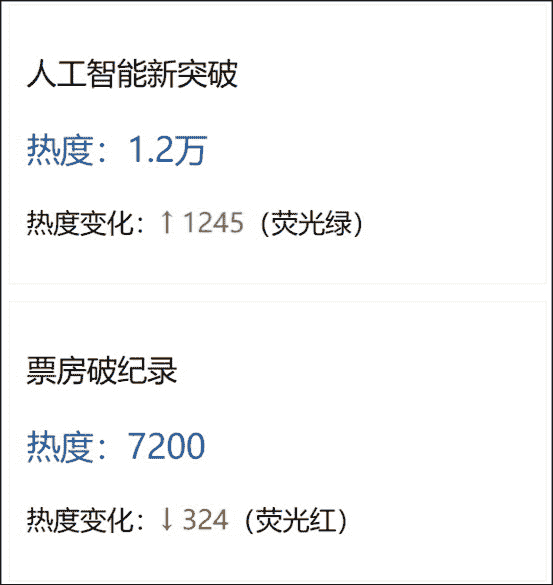 人工智能新突破
热度：1.2万
热度变化：↑1245（荧光绿）
票房破纪录
热度：7200
热度变化：↓324（荧光红）